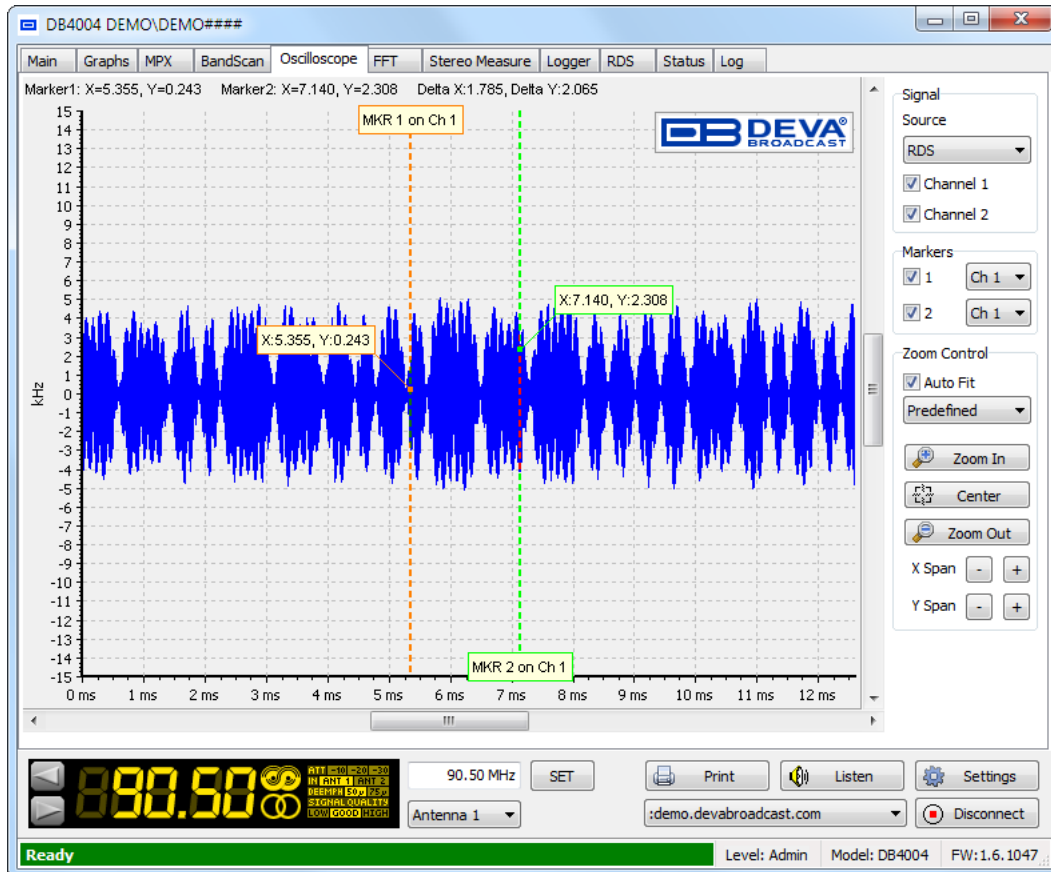 DB4004 DEMO\DEMO####
Main Graphs MPX BandScan Oscilloscope FFT Stereo Measure Logger RDS Status Log
Marker1: X=5.355, Y=0.243 Marker2: X=7.140, Y=2.308 Delta X:1.785, Delta Y:2.065
MKR 1 on Ch 1
DEVA®
BROADCAST
15
14
13
12
11
10
9
8
7
6
5
4
3
2
1
0
-1
-2
-3
-4
-5
-6
-7
-8
-9
-10
-11
-12
-13
-14
-15
kHz
X:7.140, Y:2.308
X:5.355, Y:0.243
MKR 2 on Ch 1
0 ms 1 ms 2 ms 3 ms 4 ms 5 ms 6 ms 7 ms 8 ms 9 ms 10 ms 11 ms 12 ms
Signal
Source
RDS
Channel 1
Channel 2
Markers
1 Ch 1
2 Ch 1
Zoom Control
Auto Fit
Predefined
Zoom In
Center
Zoom Out
X Span - +
Y Span - +
90.50
ATT -10 -20 -30
IN ANT 1 ANT 2
DEEMPH 50µ 75µ
SIGNAL QUALITY
LOW GOOD HIGH
90.50 MHz SET
Antenna 1
Print Listen Settings
:demo.devabroadcast.com Disconnect
Ready Level: Admin Model: DB4004 FW:1.6.1047